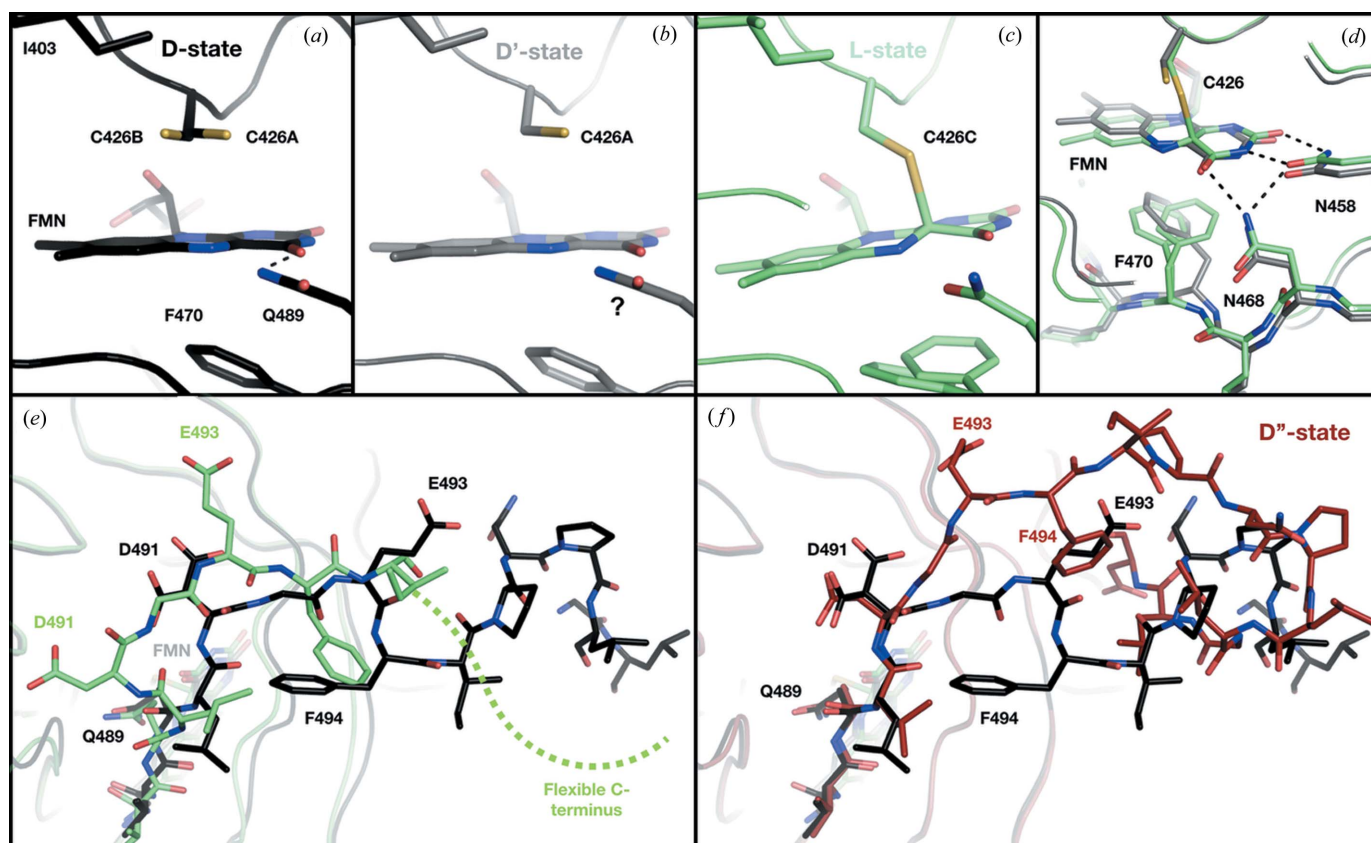 I403
D-state
(a)
C426B
C426A
FMN
F470
Q489
D'-state
(b)
C426A
?
L-state
(c)
C426C
(d)
C426
FMN
N458
F470
N468
(e)
E493
E493
D491
D491
FMN
Q489
F494
Flexible C-
terminus
(f)
D"-state
E493
E493
F494
D491
Q489
F494